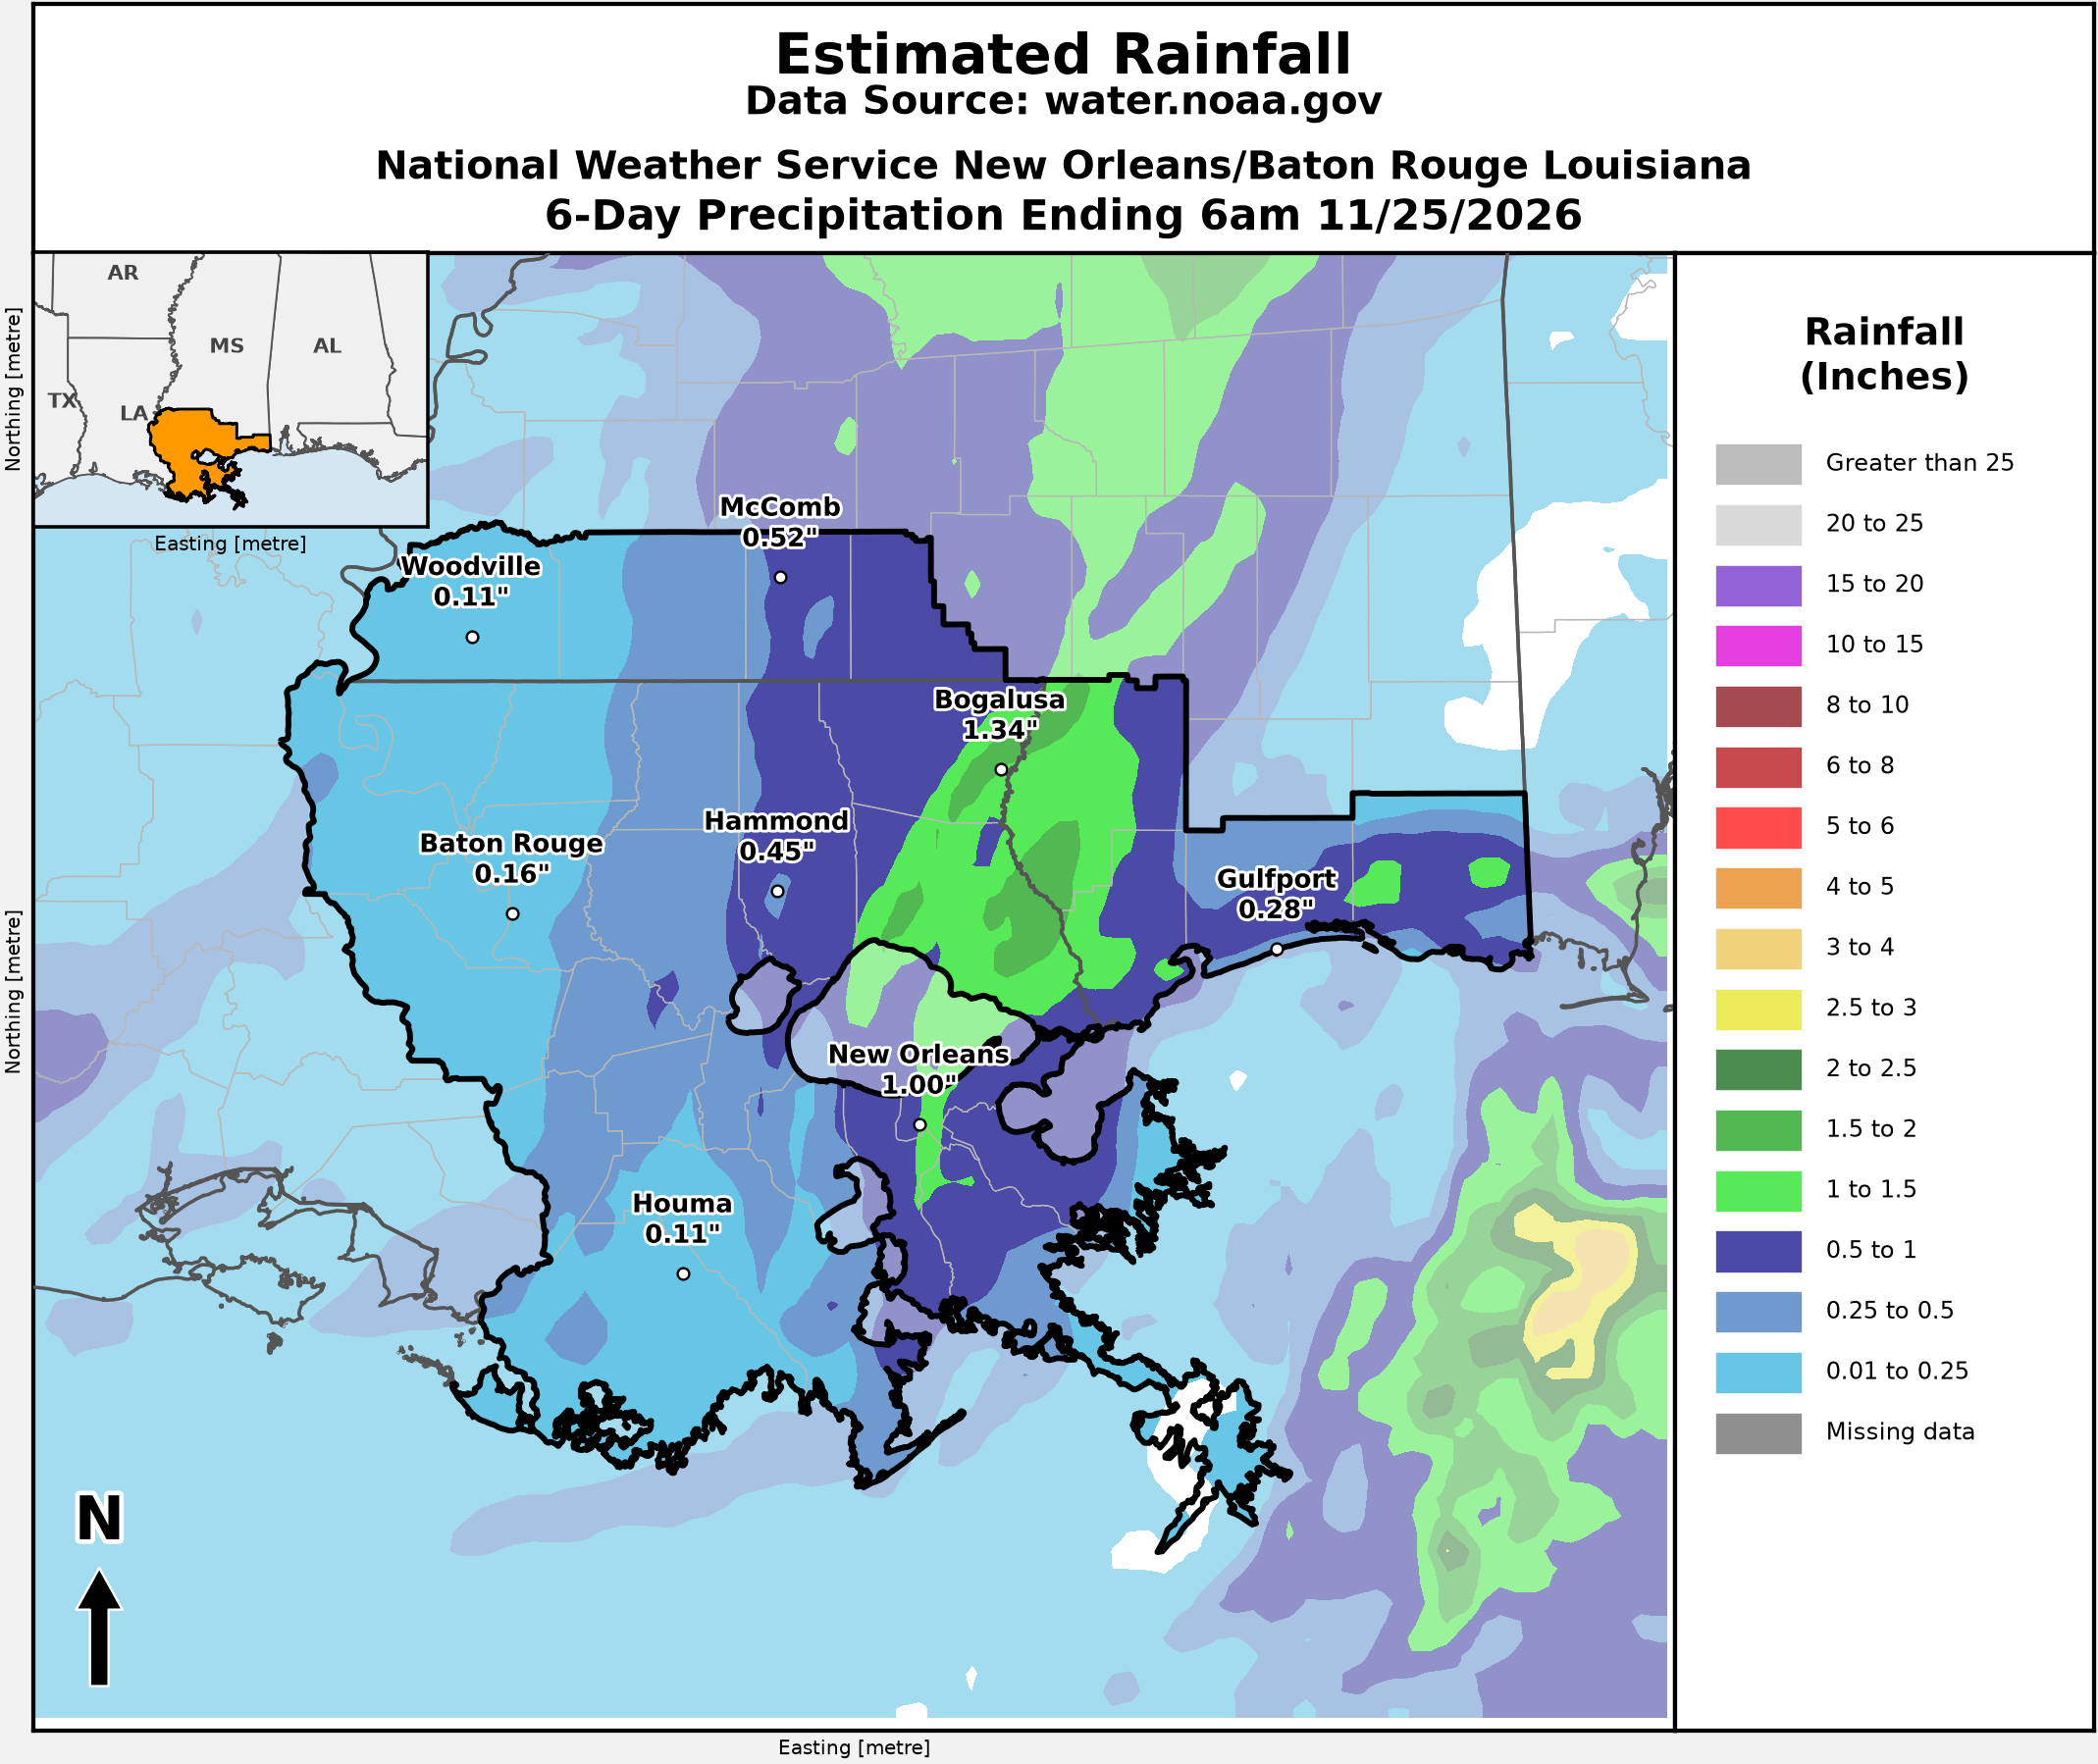 Estimated Rainfall
Data Source: water.noaa.gov
National Weather Service New Orleans/Baton Rouge Louisiana
6-Day Precipitation Ending 6am 11/25/2026
Northing [metre]
AR
MS
AL
TX
LA
Easting [metre]
McComb
0.52"
Woodville
0.11"
Bogalusa
1.34"
Hammond
0.45"
Baton Rouge
0.16"
Gulfport
0.28"
Northing [metre]
New Orleans
1.00"
Houma
0.11"
N
Easting [metre]
Rainfall
(Inches)
Greater than 25
20 to 25
15 to 20
10 to 15
8 to 10
6 to 8
5 to 6
4 to 5
3 to 4
2.5 to 3
2 to 2.5
1.5 to 2
1 to 1.5
0.5 to 1
0.25 to 0.5
0.01 to 0.25
Missing data